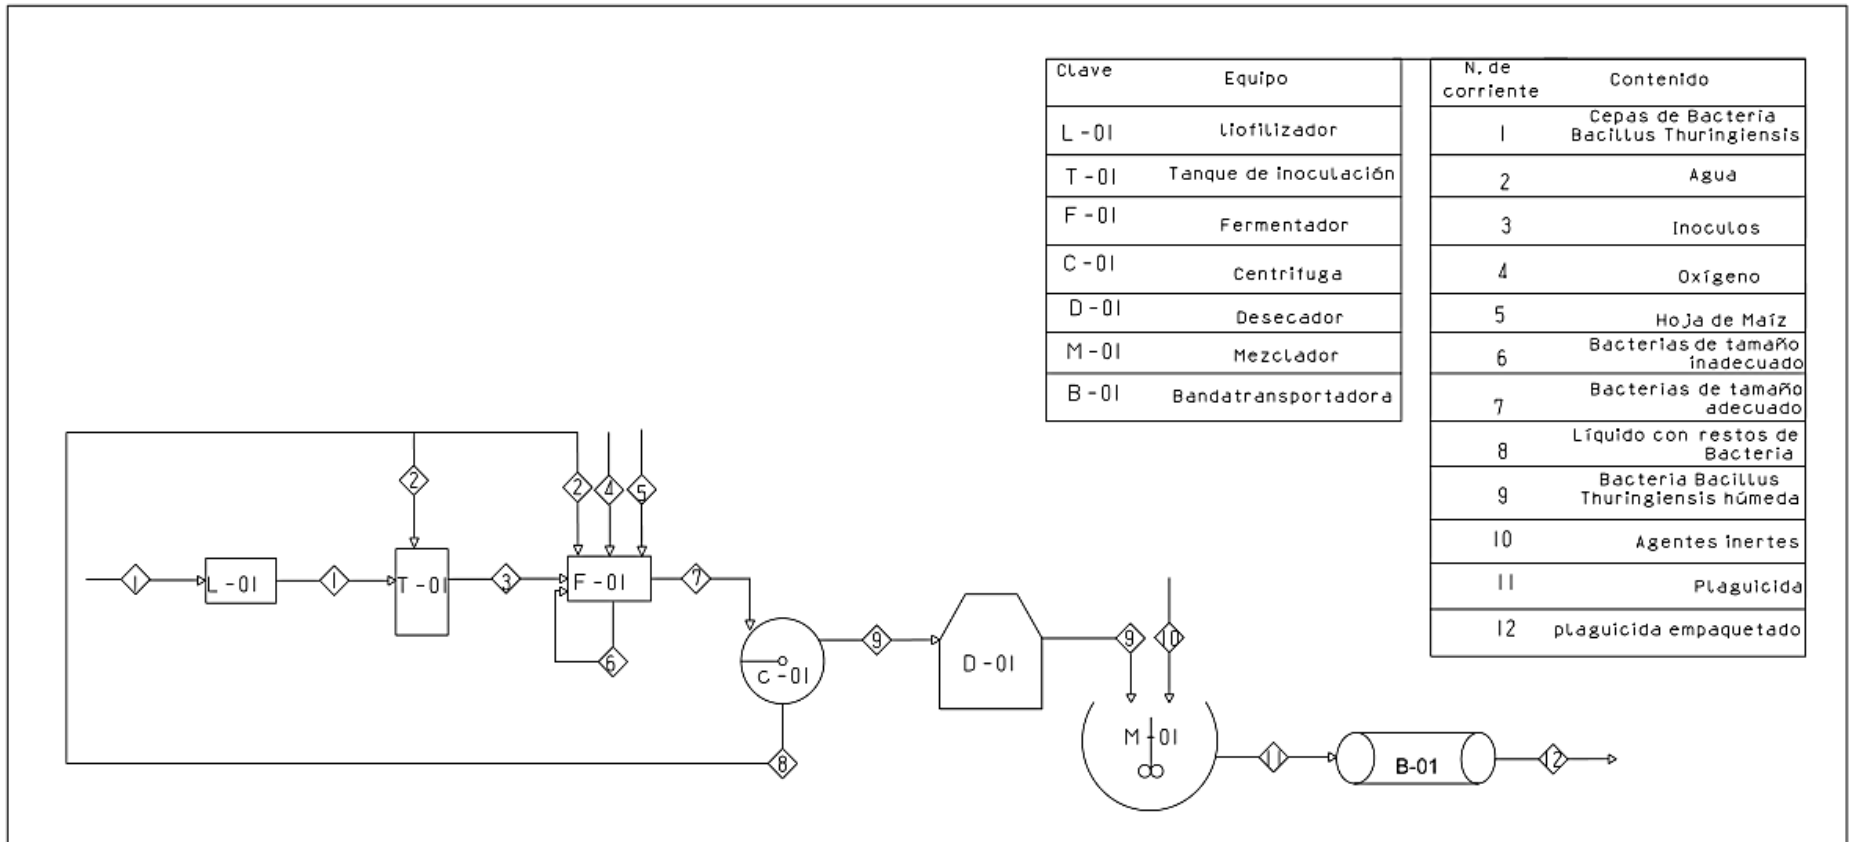 Clave Equipo
L-01 liofilizador
T-01 Tanque de inoculación
F-01 Fermentador
C-01 Centrifuga
D-01 Desecador
M-01 Mezclador
B-01 Bandatransportadora
N. de
corriente Contenido
1 Cepas de Bacteria
Bacillus Thuringiensis
2 Agua
3 Inoculos
4 Oxígeno
5 Hoja de Maíz
6 Bacterias de tamaño
inadecuado
7 Bacterias de tamaño
adecuado
8 Líquido con restos de
Bacteria
9 Bacteria Bacillus
Thuringiensis húmeda
10 Agentes inertes
11 Plaguicida
12 plaguicida empaquetado
2
2
4
5
1
L-01
1
T-01
3
F-01
7
6
C-01
8
9
D-01
9
10
M-01
11
B-01
12